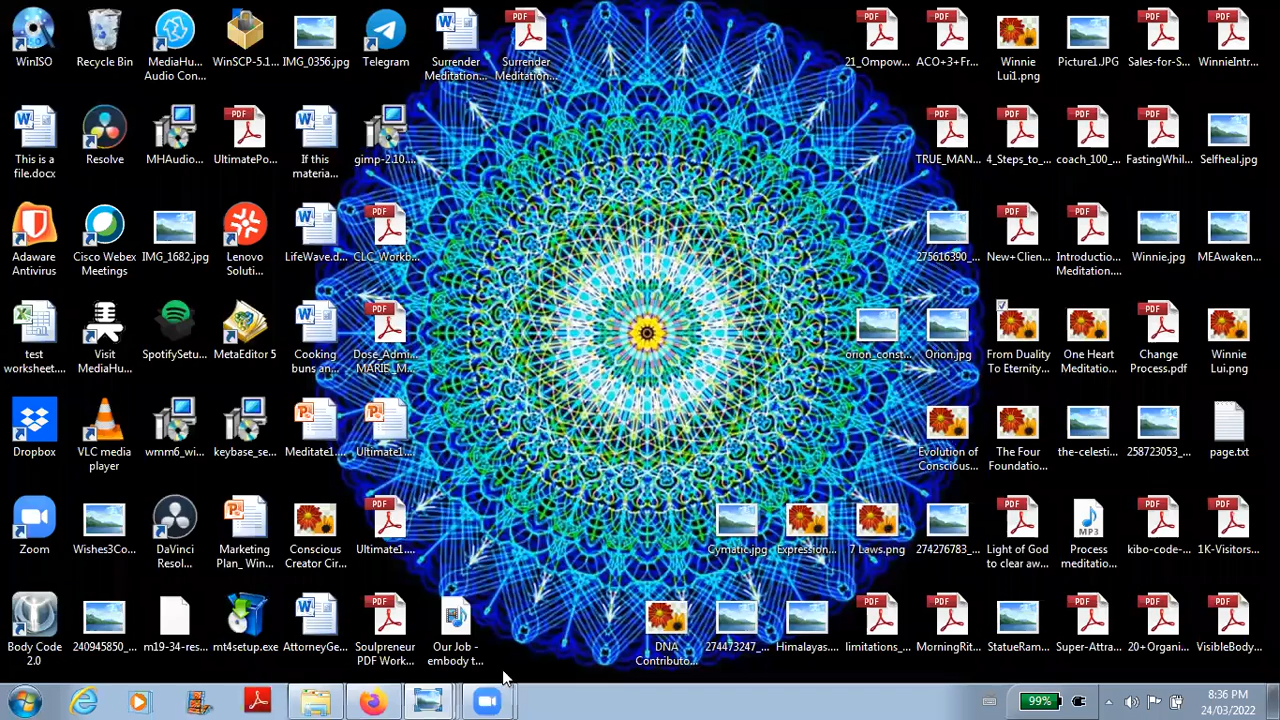 WinISO
Recycle Bin
MediaHu...
Audio Con...
WinSCP-5.1...
IMG_0356.jpg
Telegram
Surrender
Meditation...
Surrender
Meditation...
21_Ompow...
ACO+3+Fr...
Winnie
Lui1.png
Picture1.JPG
Sales-for-S...
WinnieIntr...
This is a
file.docx
Resolve
MHAudio...
UltimatePo...
If this
materia...
gimp-2.10....
TRUE_MAN...
4_Steps_to_...
coach_100_...
FastingWhil...
Selfheal.jpg
Adaware
Antivirus
Cisco Webex
Meetings
IMG_1682.jpg
Lenovo
Soluti...
LifeWave.d...
CLC_Workb...
275616390_...
New+Clien...
Introductio...
Meditation....
Winnie.jpg
MEAwaken...
test
worksheet....
Visit
MediaHu...
SpotifySetu...
MetaEditor 5
Cooking
buns an...
Dose_Admi...
MARIE_M...
orion_const...
Orion.jpg
From Duality
To Eternity...
One Heart
Meditatio...
Change
Process.pdf
Winnie
Lui.png
Dropbox
VLC media
player
wmm6_wi...
keybase_se...
Meditate1....
Ultimate1....
Evolution of
Conscious...
The Four
Foundatio...
the-celesti...
258723053_...
page.txt
Zoom
Wishes3Co...
DaVinci
Resol...
Marketing
Plan_ Win...
Conscious
Creator Cir...
Ultimate1....
Cymatic.jpg
Expression...
7 Laws.png
274276783_...
Light of God
to clear aw...
Process
meditatio...
kibo-code-...
1K-Visitors...
Body Code
2.0
240945850_...
m19-34-res...
mt4setup.exe
AttorneyGe...
Soulpreneur
PDF Work...
Our Job -
embody t...
DNA
Contributo...
274473247_...
Himalayas....
limitations_...
MorningRit...
StatueRam...
Super-Attra...
20+Organi...
VisibleBody...
99%
8:36 PM
24/03/2022